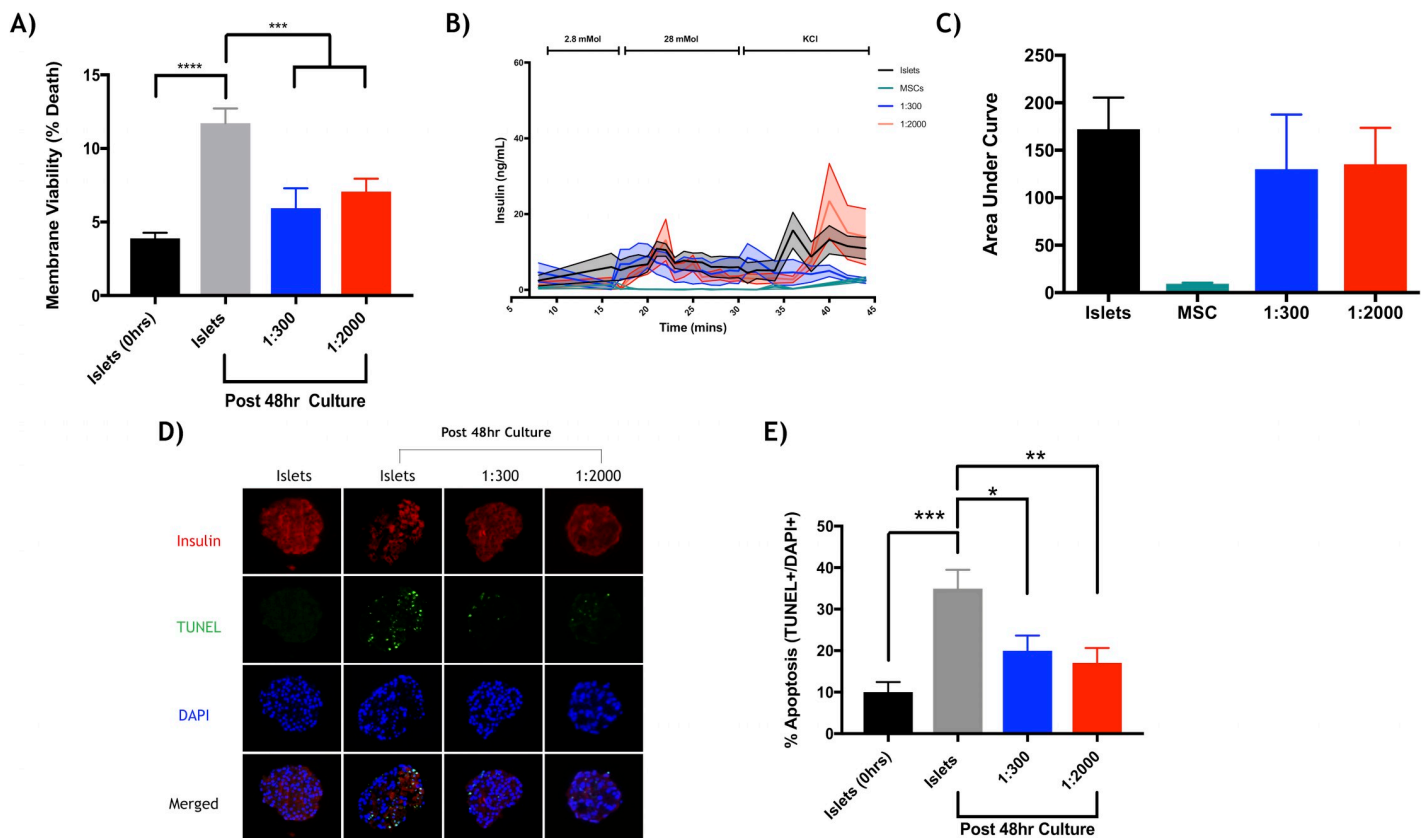 A)
***
****
Membrane Viability (% Death)
15
10
5
0
Islets (0hrs)
Islets
1:300
1:2000
Post 48hr Culture
B)
2.8 mMol
28 mMol
KCl
Insulin (ng/mL)
60
40
20
0
5
10
15
20
25
30
35
40
45
Time (mins)
Islets
MSCs
1:300
1:2000
C)
Area Under Curve
250
200
150
100
50
0
Islets
MSC
1:300
1:2000
D)
Post 48hr Culture
Islets
Islets
1:300
1:2000
Insulin
TUNEL
DAPI
Merged
E)
**
*
***
% Apoptosis (TUNEL+/DAPI+)
50
40
30
20
10
0
Islets (0hrs)
Islets
1:300
1:2000
Post 48hr Culture